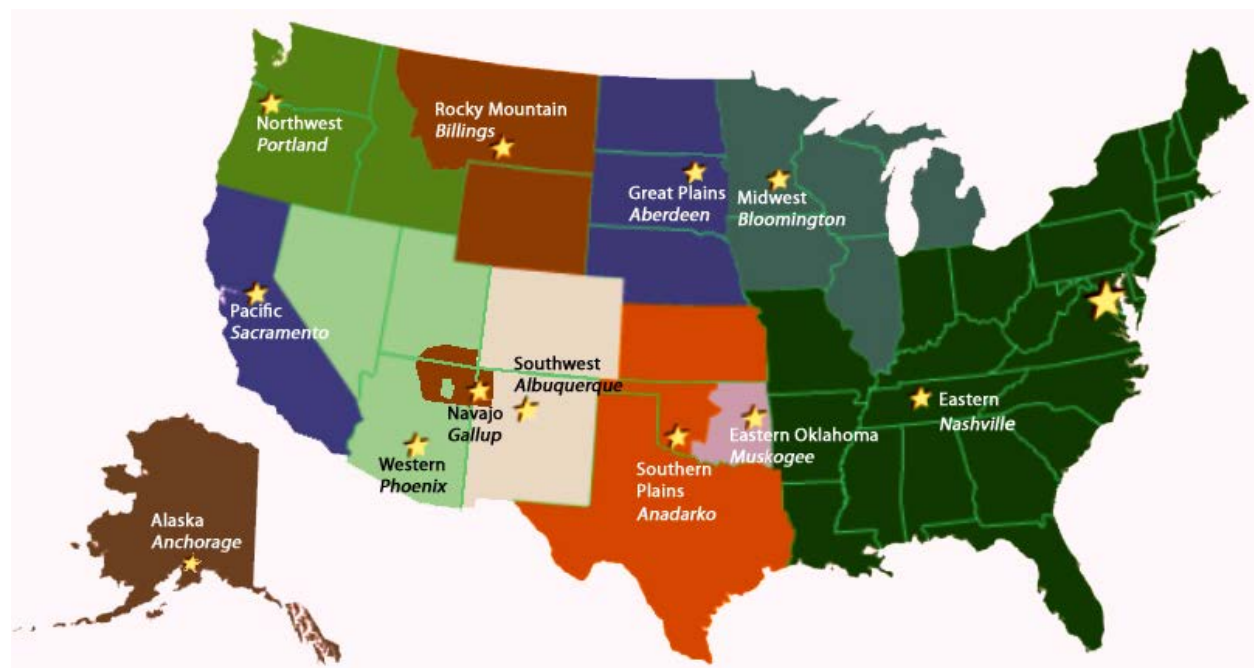 Northwest
Portland
Rocky Mountain
Billings
Great Plains
Aberdeen
Midwest
Bloomington
Pacific
Sacramento
Southwest
Albuquerque
Navajo
Gallup
Western
Phoenix
Eastern Oklahoma
Muskogee
Eastern
Nashville
Southern
Plains
Anadarko
Alaska
Anchorage